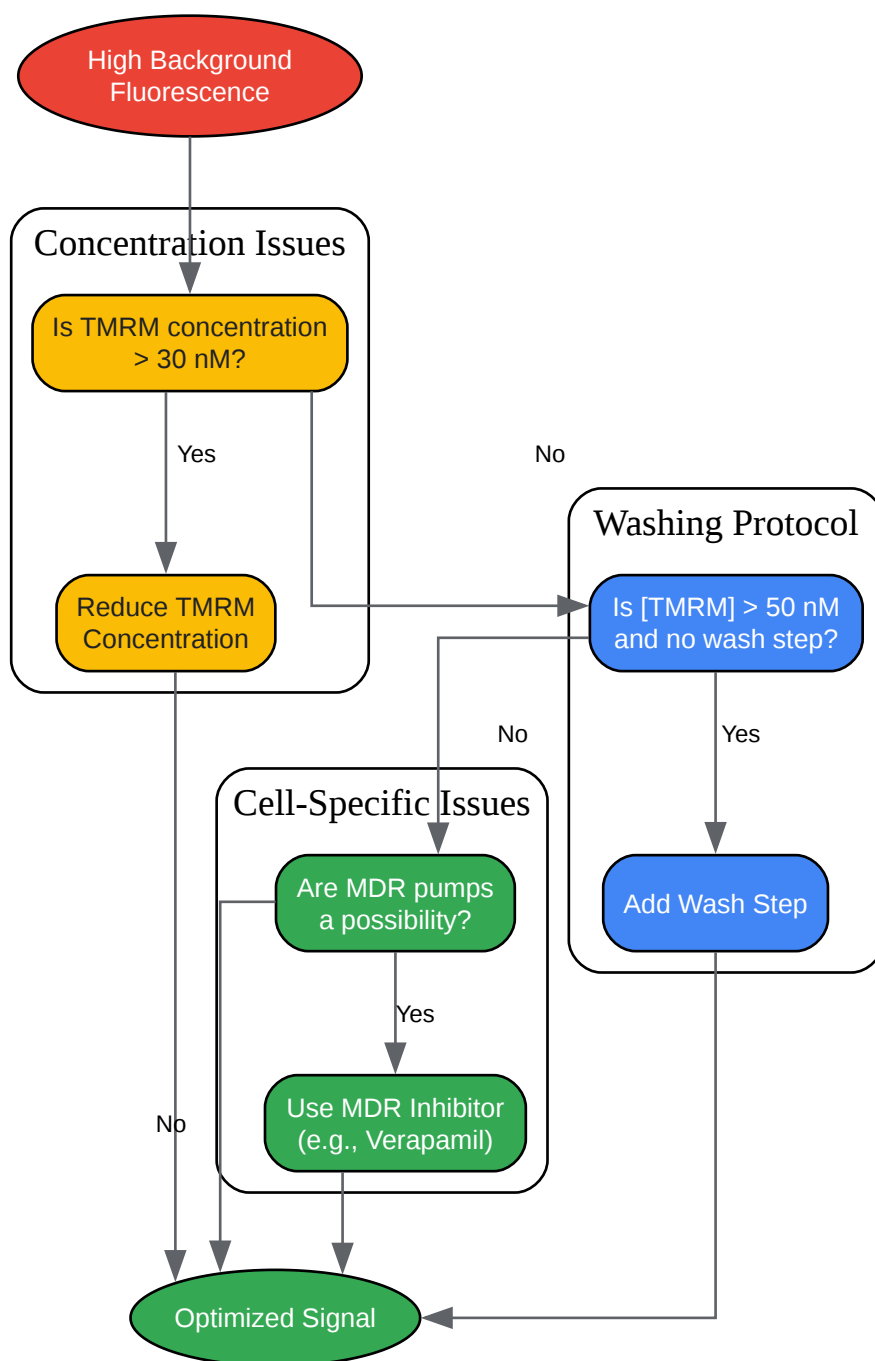 High Background
Fluorescence
Concentration Issues
Is TMRM concentration
> 30 nM?
Yes
No
Washing Protocol
Reduce TMRM
Concentration
Is [TMRM] > 50 nM
and no wash step?
No
Yes
Cell-Specific Issues
Are MDR pumps
a possibility?
Add Wash Step
Yes
Use MDR Inhibitor
(e.g., Verapamil)
No
Optimized Signal